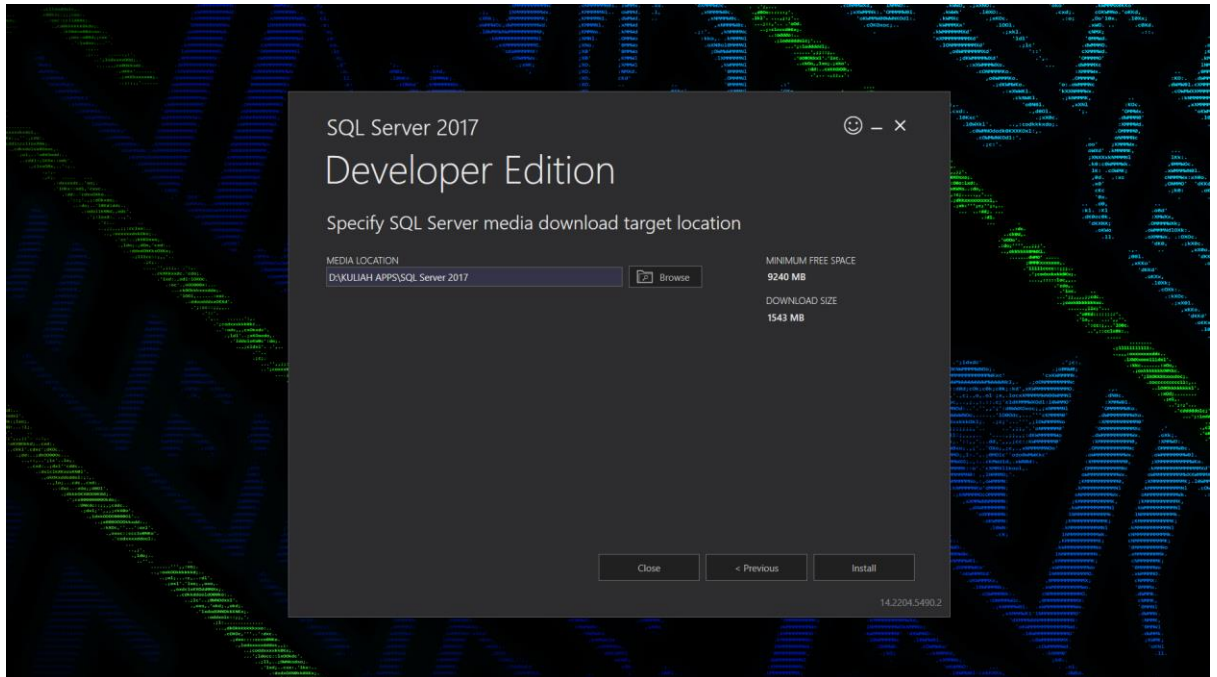 SQL Server 2017
Developer Edition
Specify SQL Server media download target location
MEDIA LOCATION
D:\KULIAH APPS\SQL Server 2017
Browse
MINIMUM FREE SPACE
9240 MB
DOWNLOAD SIZE
1543 MB
Close
< Previous
Install
14.2204.5490.2